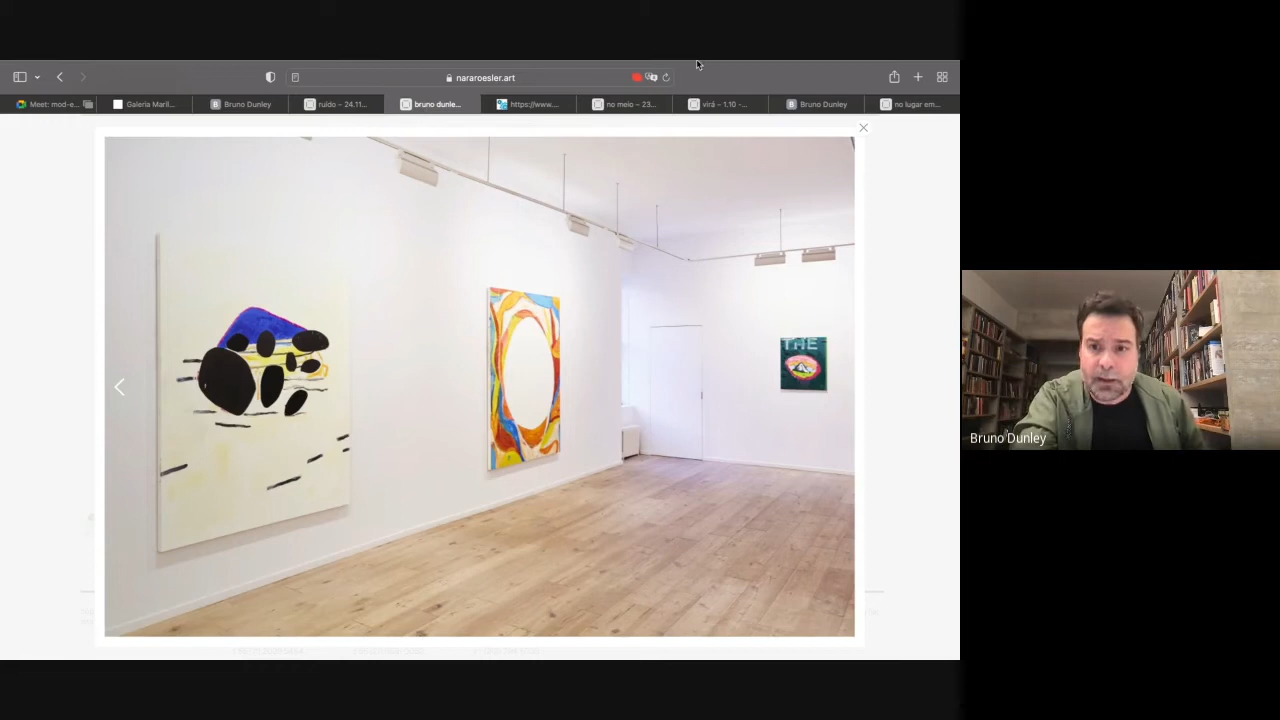 nararoesler.art
Meet: mod-e...
Galeria Maril...
Bruno Dunley
ruído – 24.11...
bruno dunle...
https://www....
no meio – 23...
virá – 1.10 -...
Bruno Dunley
no lugar em...
THE
Bruno Dunley